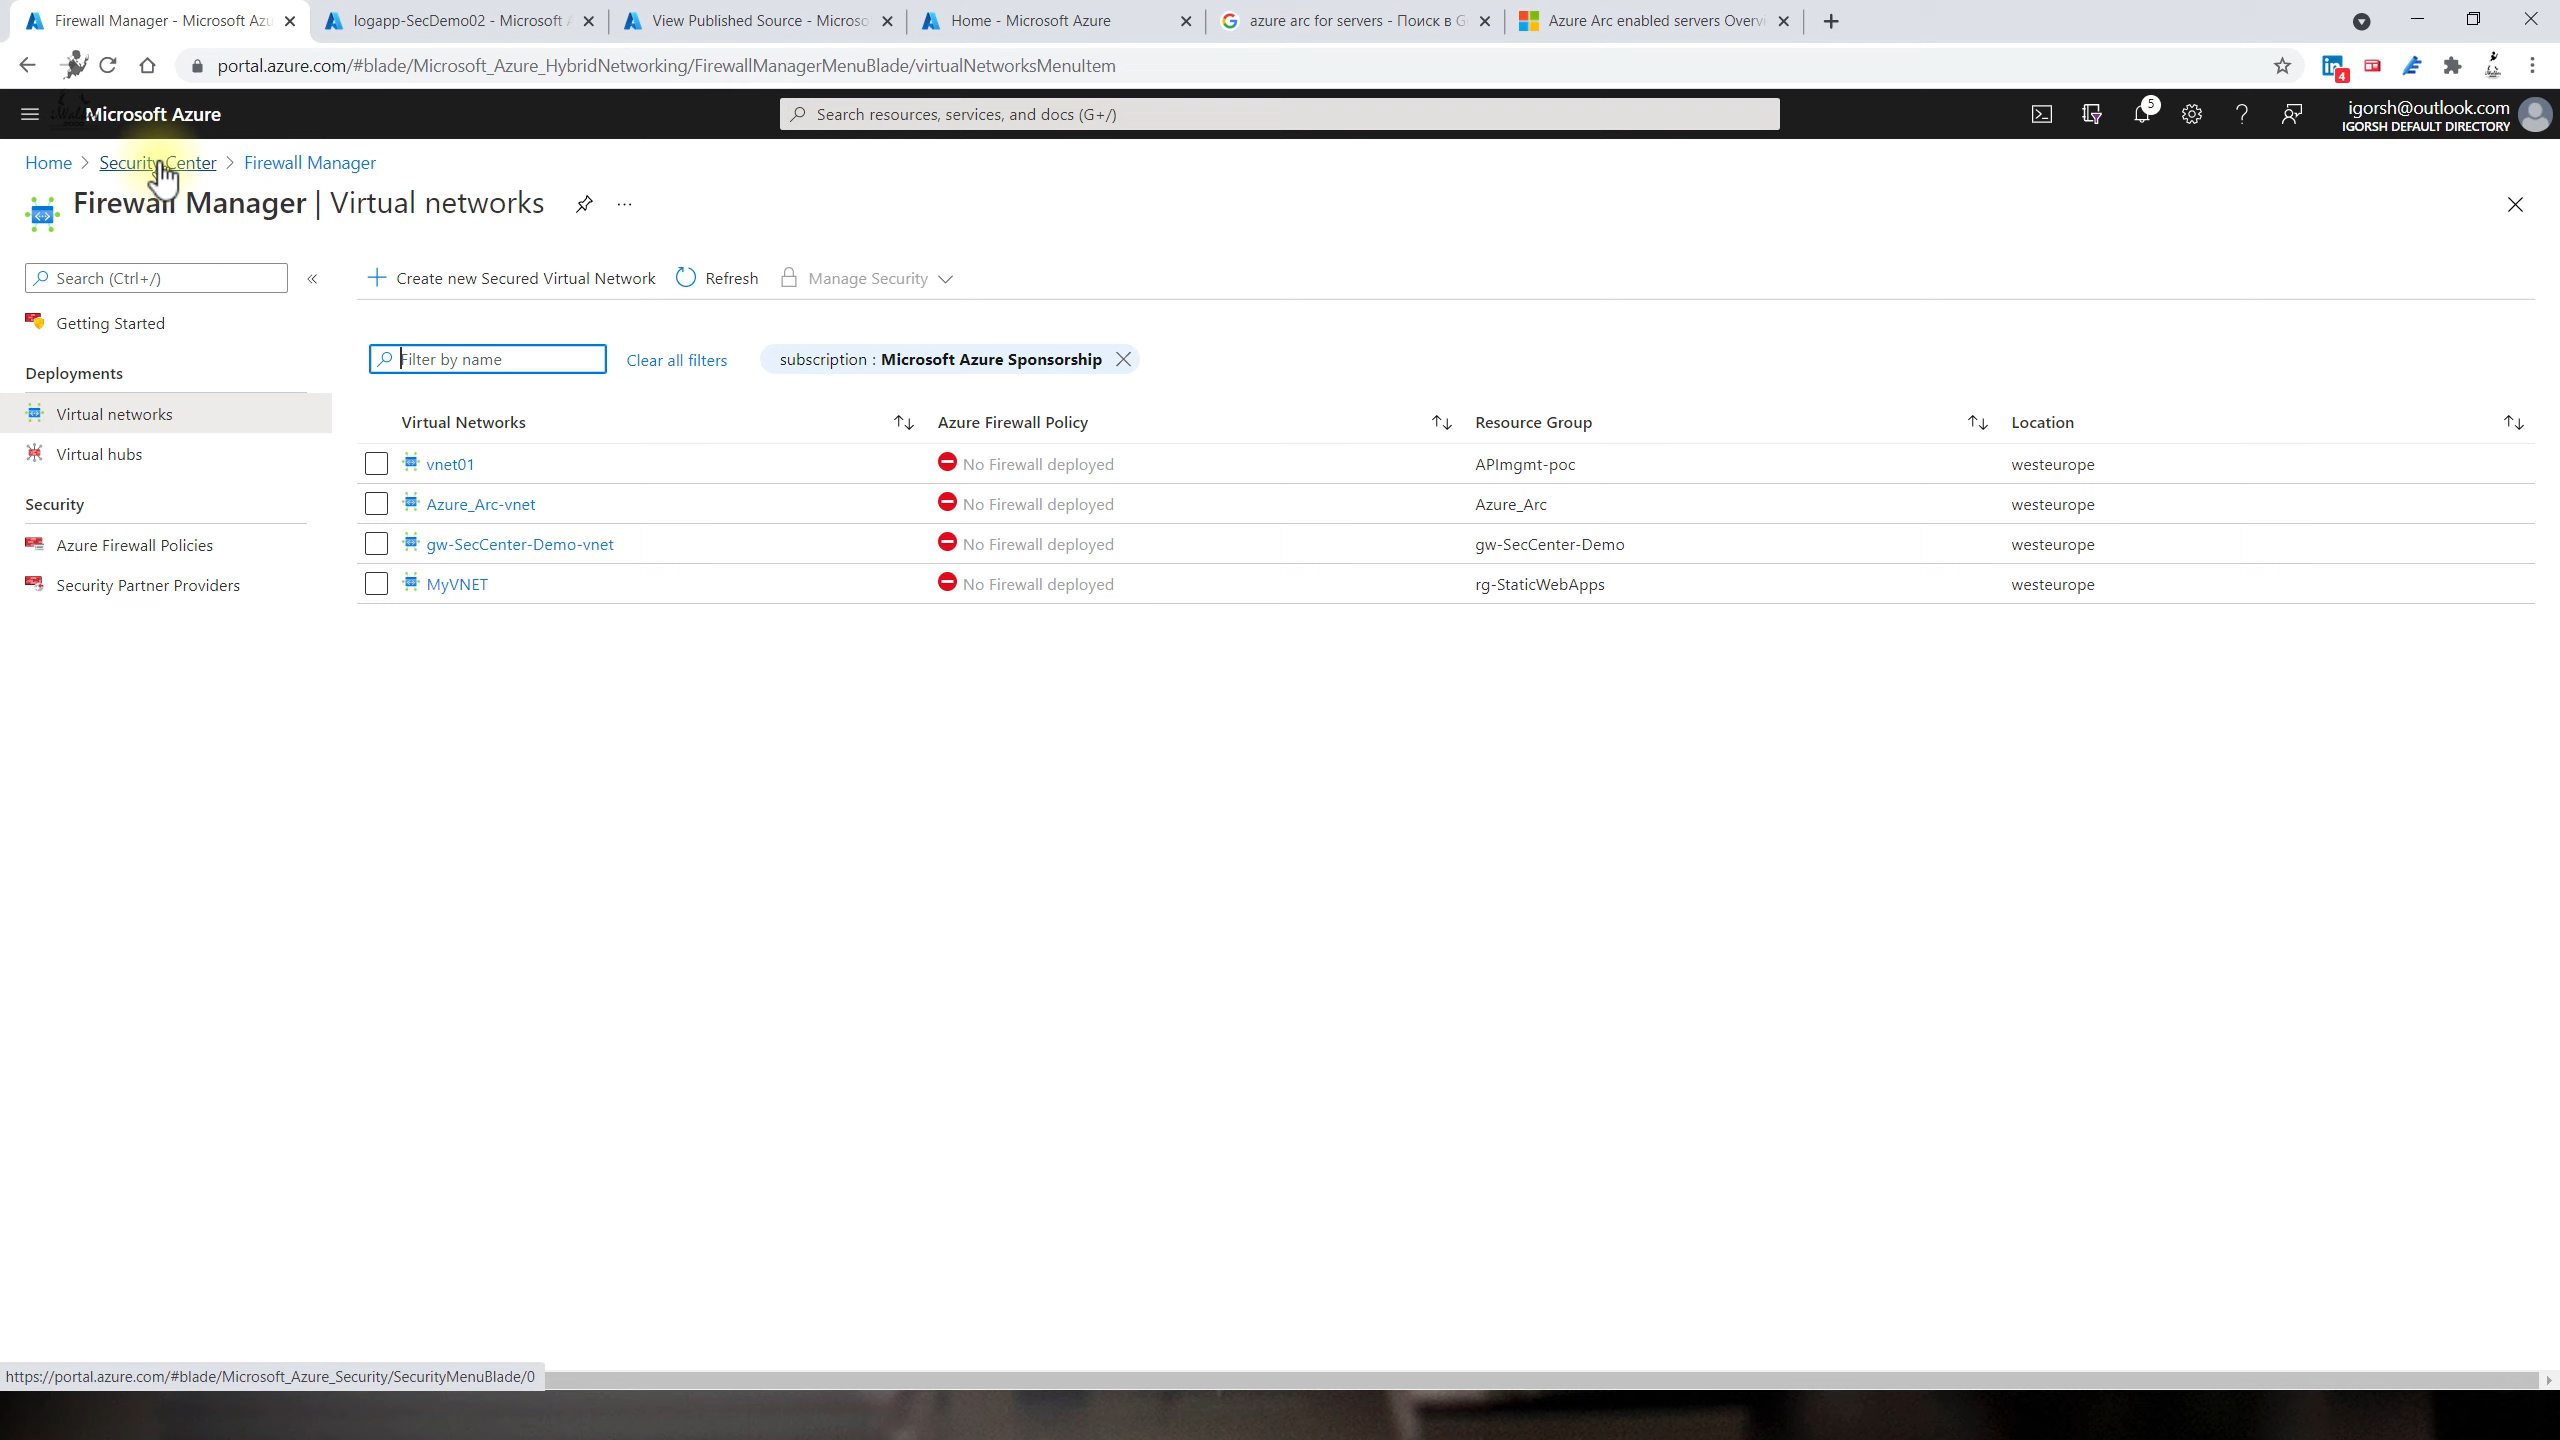 Firewall Manager - Microsoft Azu
logapp-SecDemo02 - Microsoft A
View Published Source - Microso
Home - Microsoft Azure
azure arc for servers - Поиск в G
Azure Arc enabled servers Overvi
portal.azure.com/#blade/Microsoft_Azure_HybridNetworking/FirewallManagerMenuBlade/virtualNetworksMenuItem
4
Microsoft Azure
Search resources, services, and docs (G+/)
5
igorsh@outlook.com
IGORSH DEFAULT DIRECTORY
Home > Security Center > Firewall Manager
Firewall Manager | Virtual networks
Search (Ctrl+/)
Getting Started
Deployments
Virtual networks
Virtual hubs
Security
Azure Firewall Policies
Security Partner Providers
Create new Secured Virtual Network
Refresh
Manage Security
Filter by name
Clear all filters
subscription : Microsoft Azure Sponsorship
Virtual Networks Azure Firewall Policy Resource Group Location
vnet01 No Firewall deployed APImgmt-poc westeurope
Azure_Arc-vnet No Firewall deployed Azure_Arc westeurope
gw-SecCenter-Demo-vnet No Firewall deployed gw-SecCenter-Demo westeurope
MyVNET No Firewall deployed rg-StaticWebApps westeurope
https://portal.azure.com/#blade/Microsoft_Azure_Security/SecurityMenuBlade/0